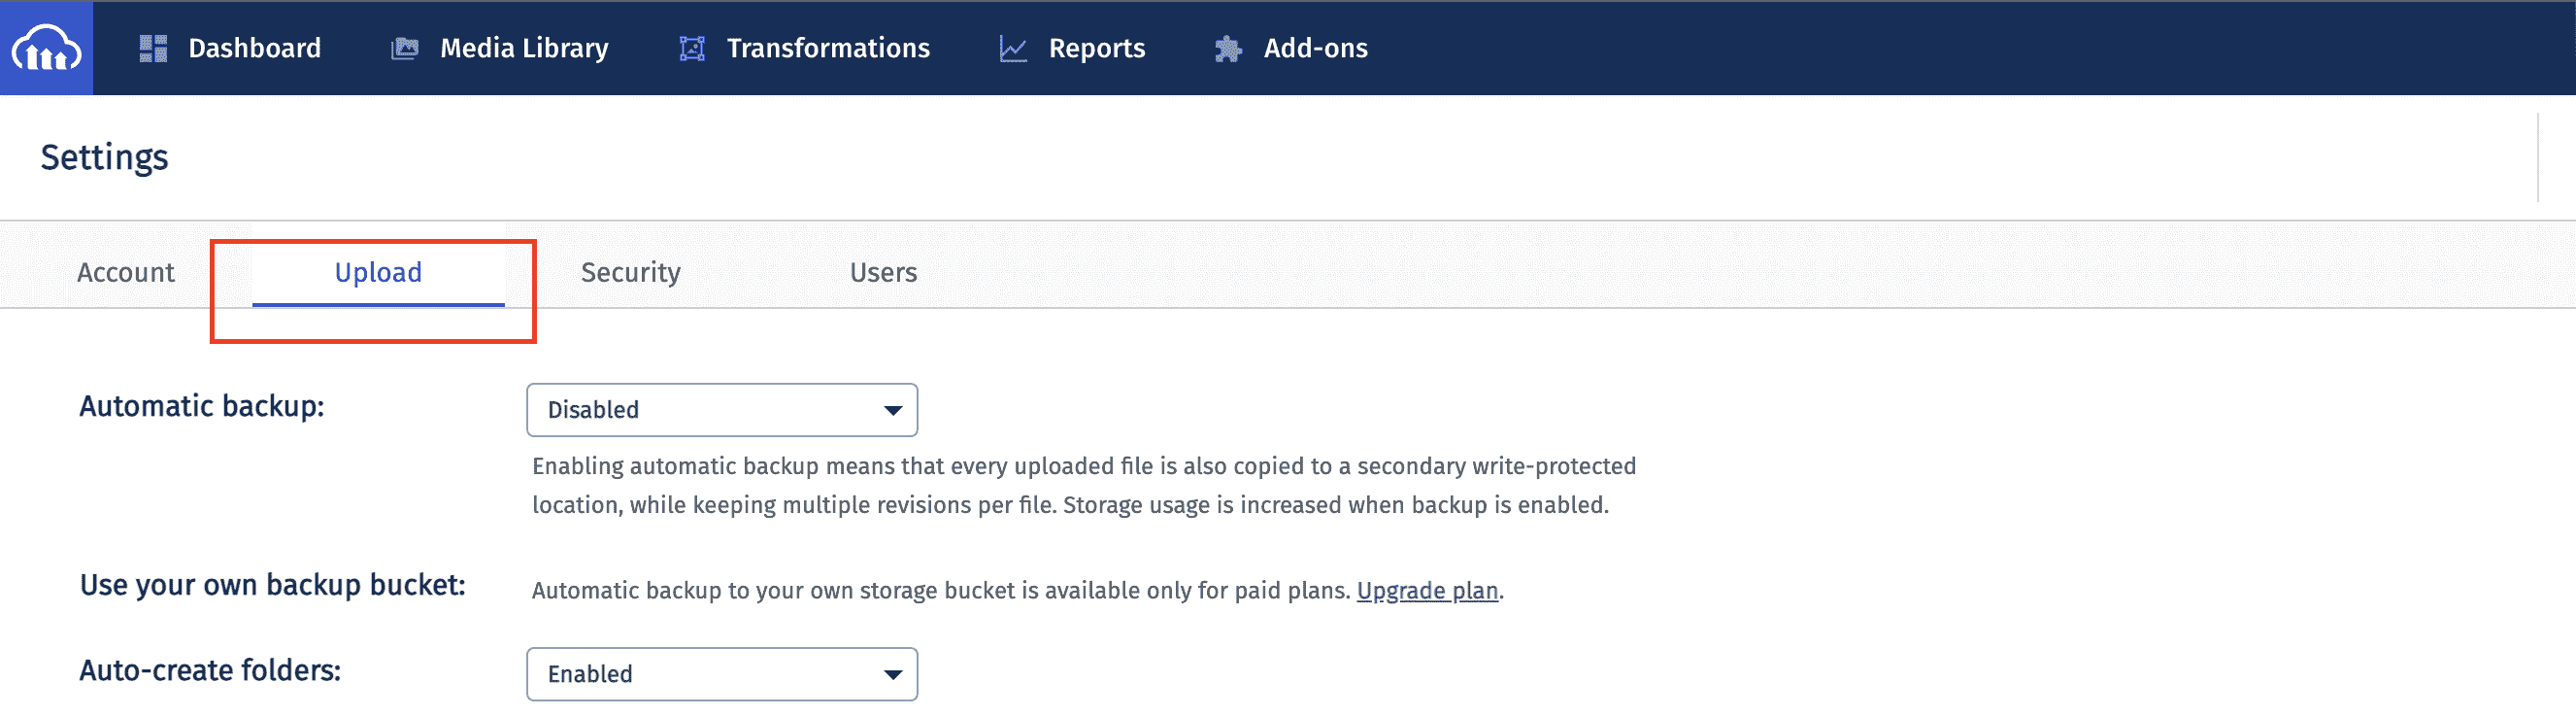 Dashboard Media Library Transformations Reports Add-ons
Settings
Account Upload Security Users
Automatic backup: Disabled
Enabling automatic backup means that every uploaded file is also copied to a secondary write-protected
location, while keeping multiple revisions per file. Storage usage is increased when backup is enabled.
Use your own backup bucket: Automatic backup to your own storage bucket is available only for paid plans. Upgrade plan.
Auto-create folders: Enabled